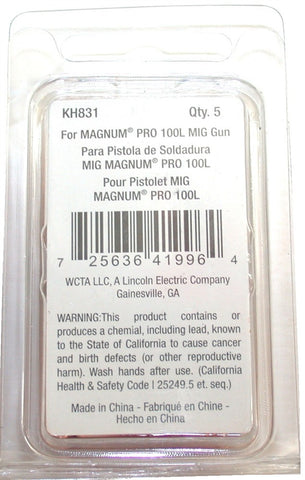 KH831 Qty. 5
For MAGNUM® PRO 100L MIG Gun
Para Pistola de Soldadura
MIG MAGNUM® PRO 100L
Pour Pistolet MIG
MAGNUM® PRO 100L
7 25636 41996 4
WCTA LLC, A Lincoln Electric Company
Gainesville, GA
WARNING:This product contains or
produces a chemial, including lead, known
to the State of California to cause cancer
and birth defects (or other reproductive
harm). Wash hands after use. (California
Health & Safety Code | 25249.5 et. seq.)
Made in China - Fabriqué en Chine -
Hecho en China